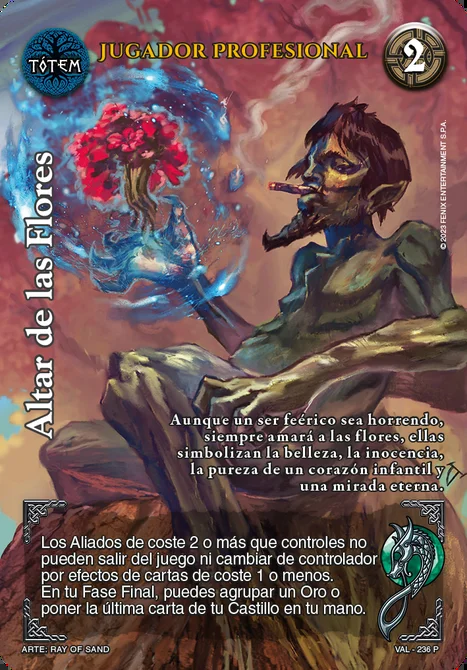 JUGADOR PROFESIONAL
TÓTEM
2
Altar de las Flores
© 2023 FENIX ENTERTAINMENT S.P.A.
Aunque un ser feérico sea horrendo,
siempre amará a las flores, ellas
simbolizan la belleza, la inocencia,
la pureza de un corazón infantil y
una mirada eterna.
Los Aliados de coste 2 o más que controles no
pueden salir del juego ni cambiar de controlador
por efectos de cartas de coste 1 o menos.
En tu Fase Final, puedes agrupar un Oro o
poner la última carta de tu Castillo en tu mano.
ARTE: RAY OF SAND
VAL - 236 P